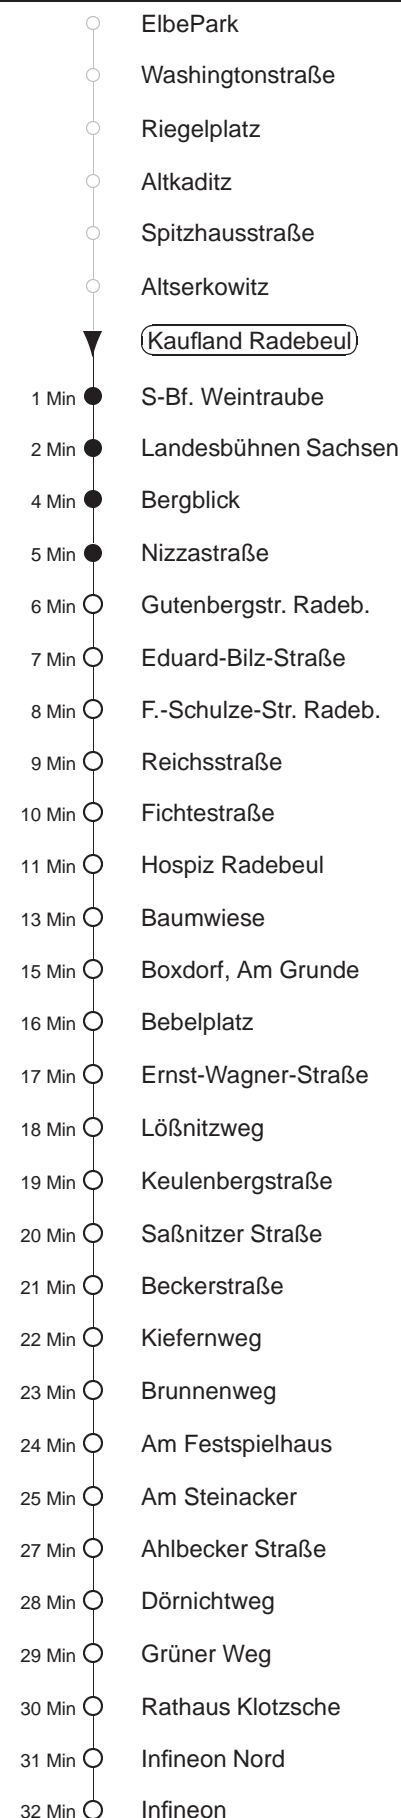 ElbePark
Washingtonstraße
Riegelplatz
Altkaditz
Spitzhausstraße
Altserkowitz
Kaufland Radebeul
1 Min S-Bf. Weintraube
2 Min Landesbühnen Sachsen
4 Min Bergblick
5 Min Nizzastraße
6 Min Gutenbergstr. Radeb.
7 Min Eduard-Bilz-Straße
8 Min F.-Schulze-Str. Radeb.
9 Min Reichsstraße
10 Min Fichtestraße
11 Min Hospiz Radebeul
13 Min Baumwiese
15 Min Boxdorf, Am Grunde
16 Min Bebelplatz
17 Min Ernst-Wagner-Straße
18 Min Lößnitzweg
19 Min Keulenbergstraße
20 Min Saßnitzer Straße
21 Min Beckerstraße
22 Min Kiefernweg
23 Min Brunnenweg
24 Min Am Festspielhaus
25 Min Am Steinacker
27 Min Ahlbecker Straße
28 Min Dörnichtweg
29 Min Grüner Weg
30 Min Rathaus Klotzsche
31 Min Infineon Nord
32 Min Infineon